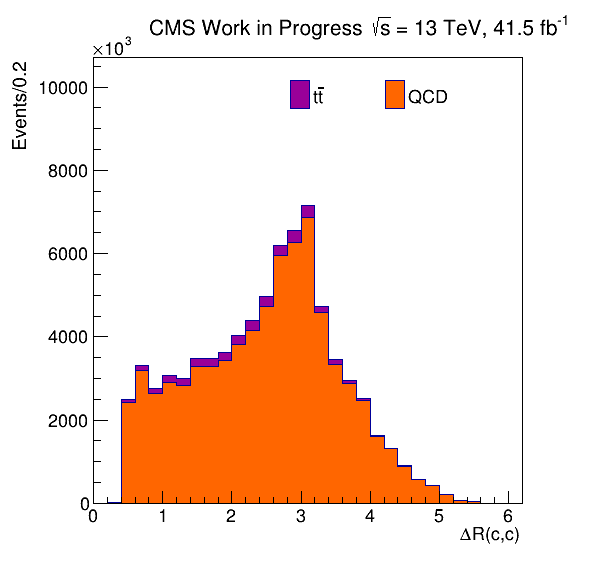 CMS Work in Progress √s = 13 TeV, 41.5 fb⁻¹
×10³
Events/0.2
tt̄
QCD
10000
8000
6000
4000
2000
0
0 1 2 3 4 5 6
ΔR(c,c)